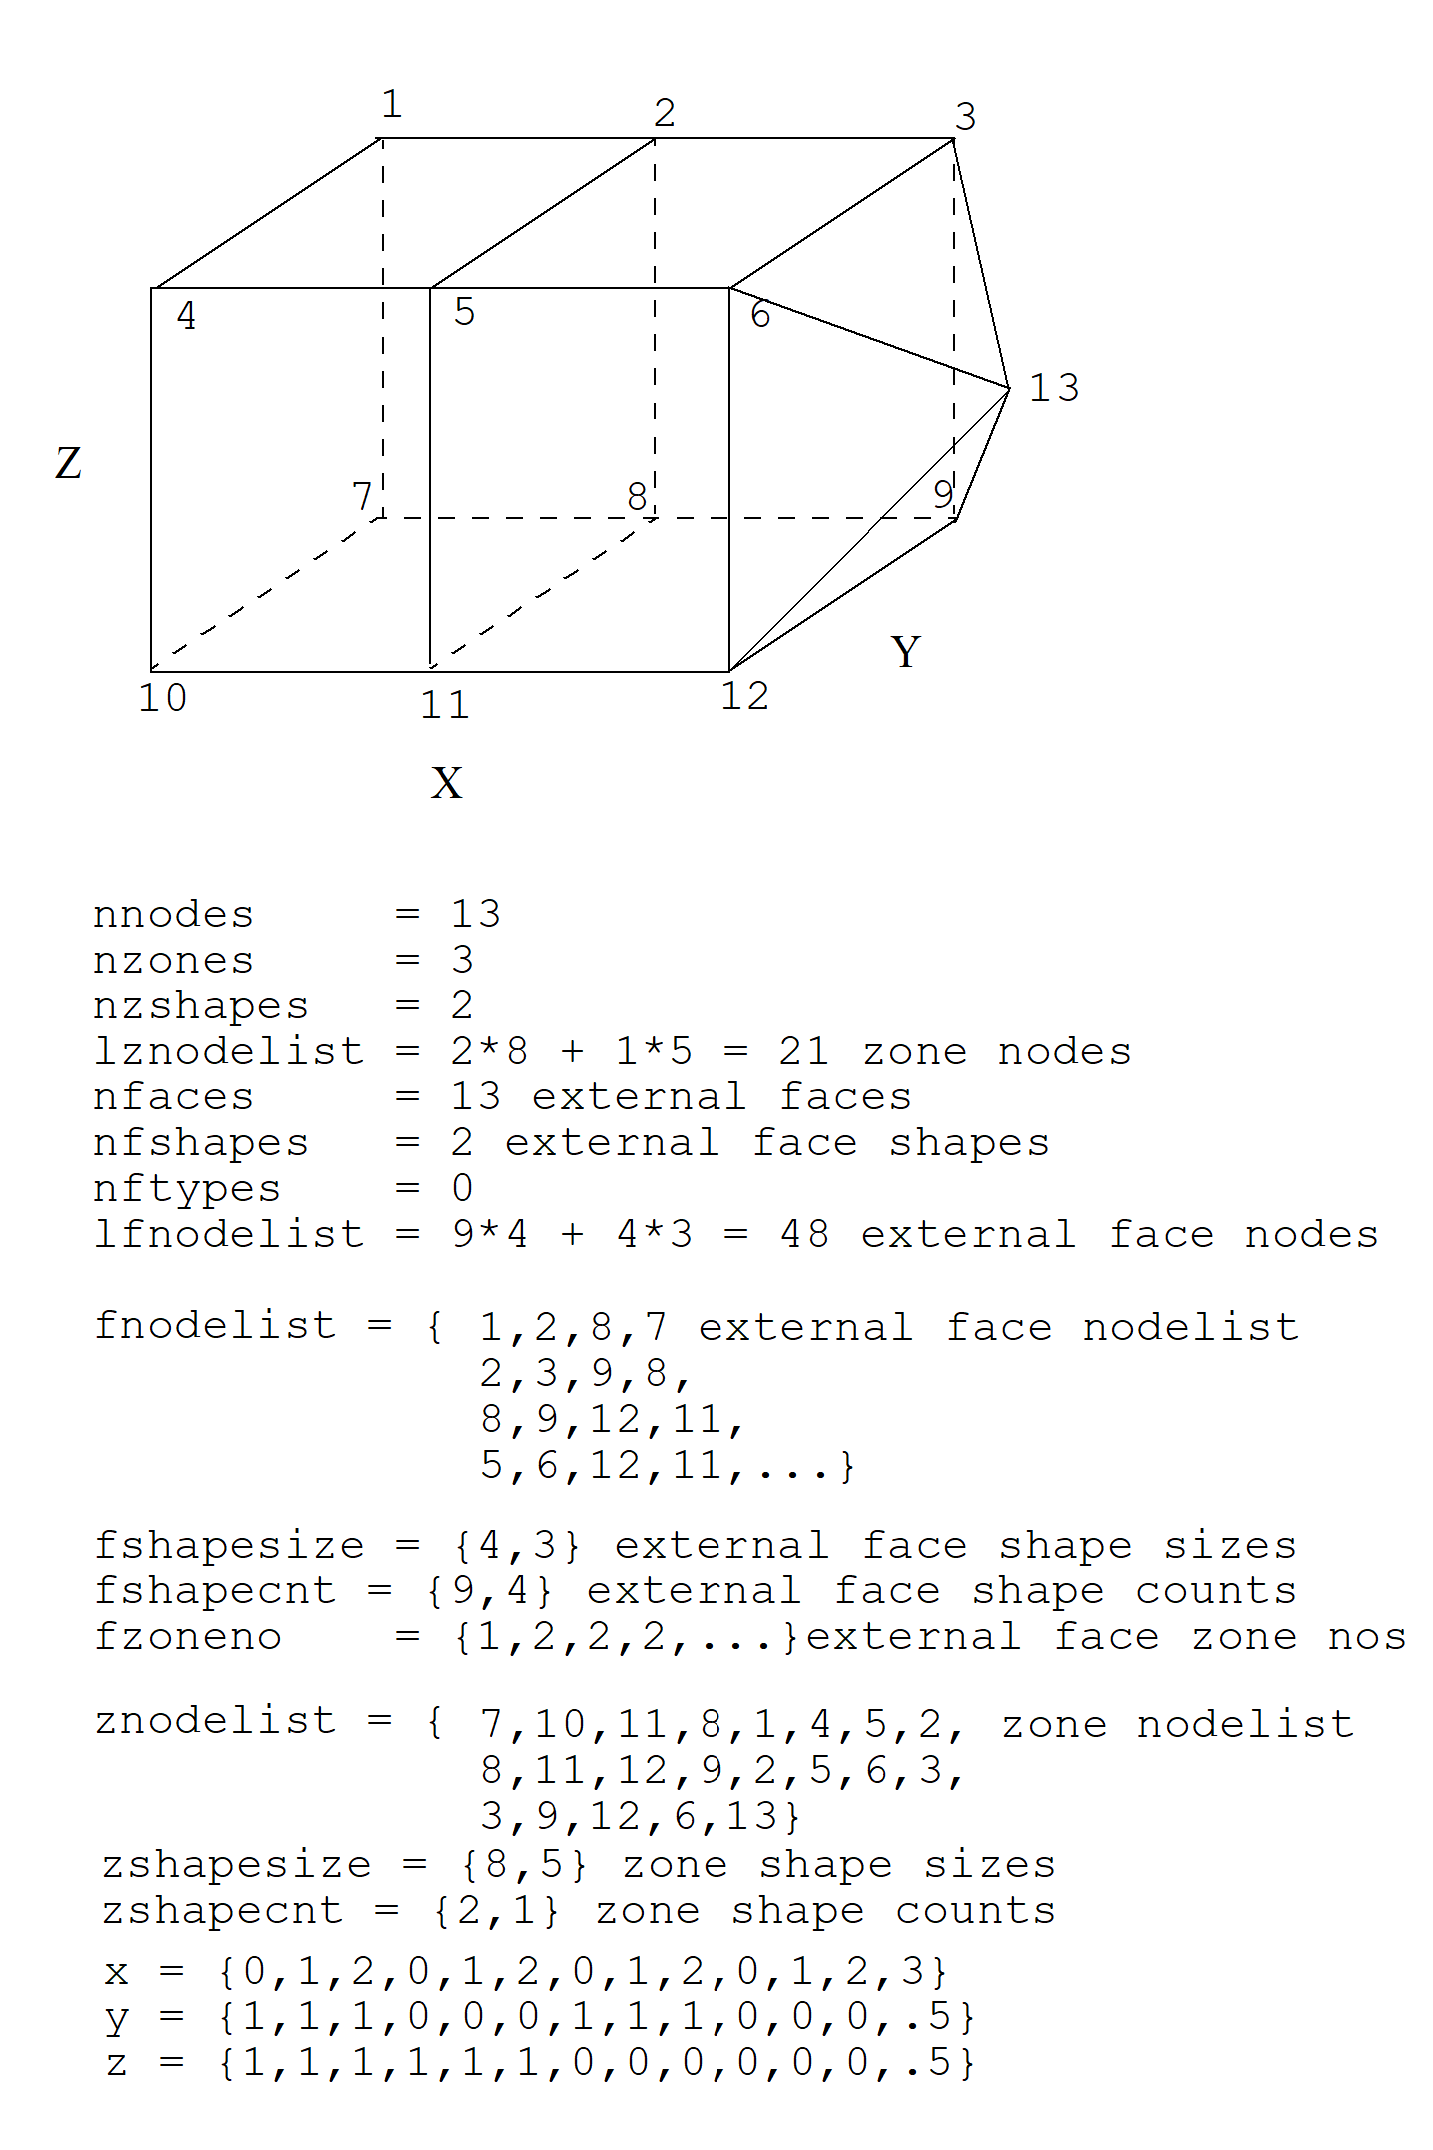 1
2
3
4
5
6
13
Z
7
8
9
Y
10
11
12
X
nnodes = 13
nzones = 3
nzshapes = 2
lznodelist = 2*8 + 1*5 = 21 zone nodes
nfaces = 13 external faces
nfshapes = 2 external face shapes
nftypes = 0
lfnodelist = 9*4 + 4*3 = 48 external face nodes
fnodelist = { 1,2,8,7 external face nodelist
2,3,9,8,
8,9,12,11,
5,6,12,11,...}
fshapesize = {4,3} external face shape sizes
fshapecnt = {9,4} external face shape counts
fzoneno = {1,2,2,2,...}external face zone nos
znodelist = { 7,10,11,8,1,4,5,2, zone nodelist
8,11,12,9,2,5,6,3,
3,9,12,6,13}
zshapesize = {8,5} zone shape sizes
zshapecnt = {2,1} zone shape counts
x = {0,1,2,0,1,2,0,1,2,0,1,2,3}
y = {1,1,1,0,0,0,1,1,1,0,0,0,.5}
z = {1,1,1,1,1,1,0,0,0,0,0,0,.5}